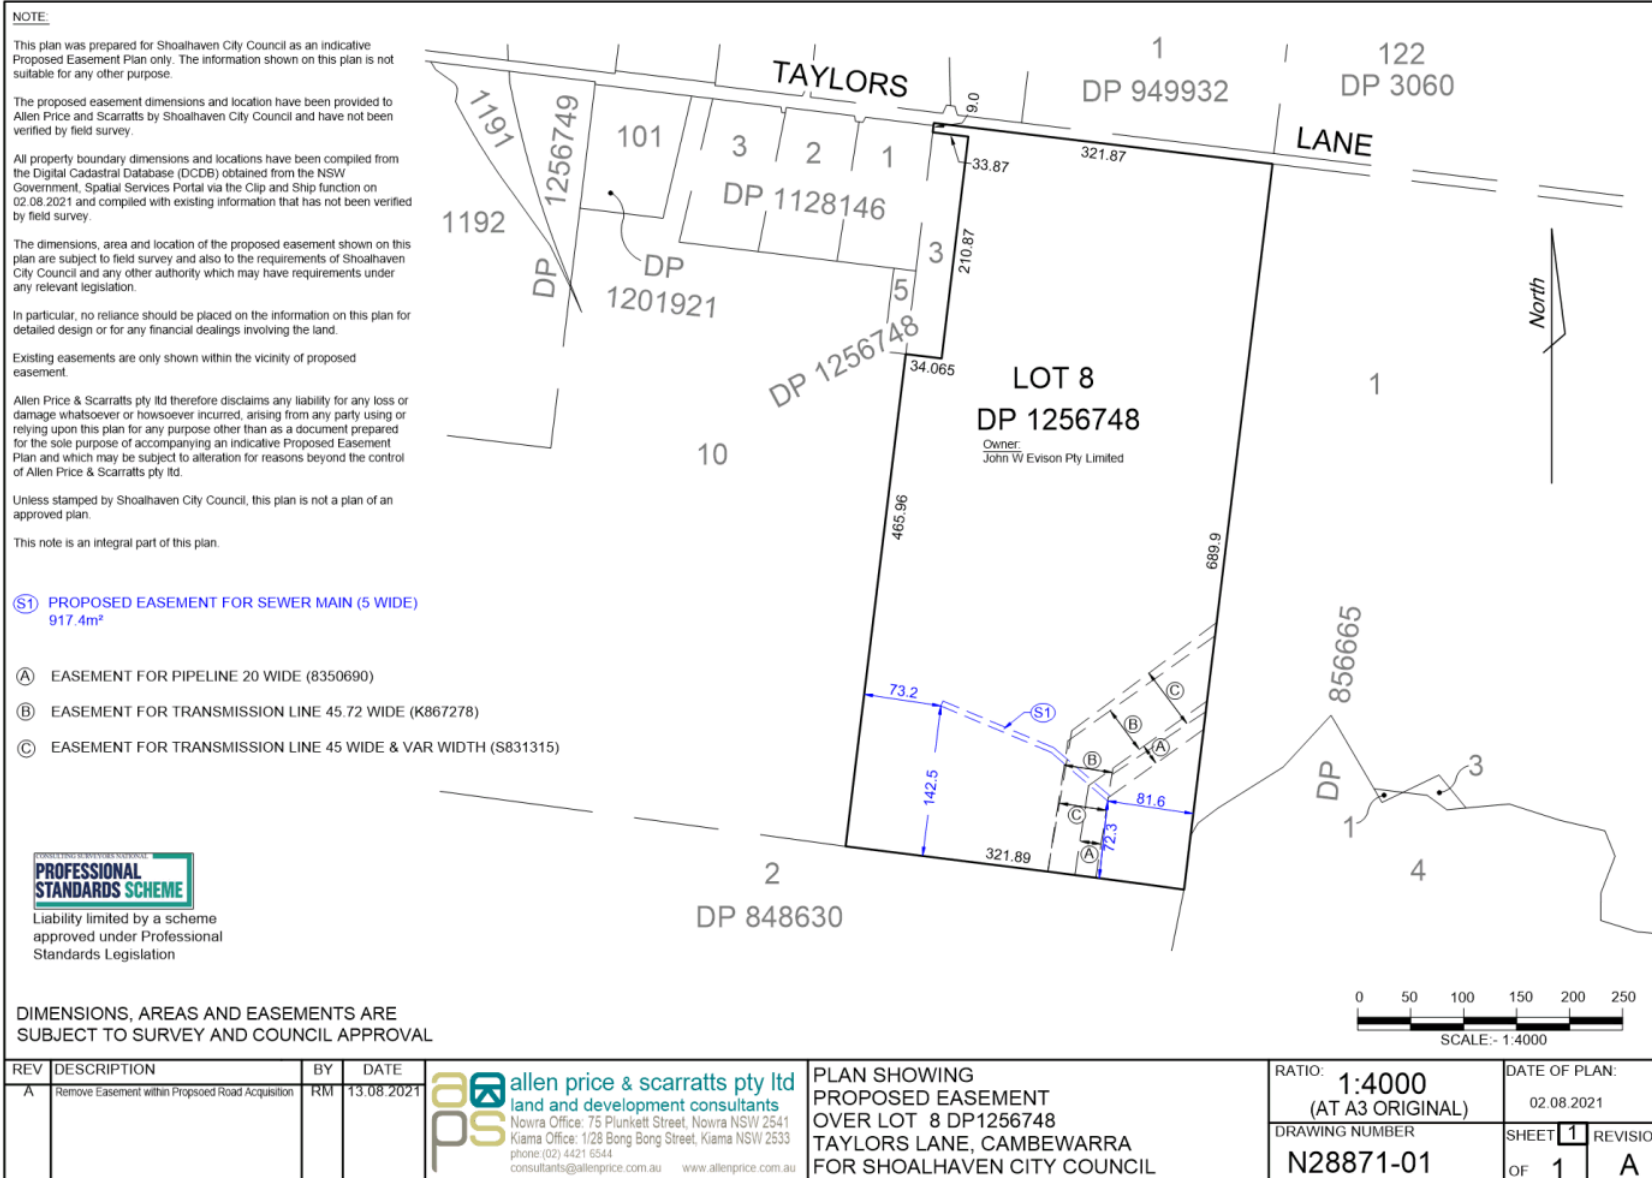 NOTE:
This plan was prepared for Shoalhaven City Council as an indicative
Proposed Easement Plan only. The information shown on this plan is not
suitable for any other purpose.
The proposed easement dimensions and location have been provided to
Allen Price and Scarratts by Shoalhaven City Council and have not been
verified by field survey.
All property boundary dimensions and locations have been compiled from
the Digital Cadastral Database (DCDB) obtained from the NSW
Government, Spatial Services Portal via the Clip and Ship function on
02.08.2021 and compiled with existing information that has not been verified
by field survey.
The dimensions, area and location of the proposed easement shown on this
plan are subject to field survey and also to the requirements of Shoalhaven
City Council and any other authority which may have requirements under
any relevant legislation.
In particular, no reliance should be placed on the information on this plan for
detailed design or for any financial dealings involving the land.
Existing easements are only shown within the vicinity of proposed
easement.
Allen Price & Scarratts pty ltd therefore disclaims any liability for any loss or
damage whatsoever or howsoever incurred, arising from any party using or
relying upon this plan for any purpose other than as a document prepared
for the sole purpose of accompanying an indicative Proposed Easement
Plan and which may be subject to alteration for reasons beyond the control
of Allen Price & Scarratts pty ltd.
Unless stamped by Shoalhaven City Council, this plan is not a plan of an
approved plan.
This note is an integral part of this plan.
S1 PROPOSED EASEMENT FOR SEWER MAIN (5 WIDE)
917.4m²
A EASEMENT FOR PIPELINE 20 WIDE (8350690)
B EASEMENT FOR TRANSMISSION LINE 45.72 WIDE (K867278)
C EASEMENT FOR TRANSMISSION LINE 45 WIDE & VAR WIDTH (S831315)
CONSULTING SURVEYORS NATIONAL
PROFESSIONAL
STANDARDS SCHEME
Liability limited by a scheme
approved under Professional
Standards Legislation
DIMENSIONS, AREAS AND EASEMENTS ARE
SUBJECT TO SURVEY AND COUNCIL APPROVAL
TAYLORS
LANE
1
DP 949932
122
DP 3060
1191
1192
DP
1256749
101
DP
1201921
3
2
1
DP 1128146
3
5
DP 1256748
10
9.0
33.87
321.87
210.87
34.065
LOT 8
DP 1256748
Owner:
John W Evison Pty Limited
465.96
689.9
1
North
73.2
S1
142.5
C
B
A
B
C
A
81.6
72.3
321.89
2
DP 848630
DP
856665
3
1
4
0 50 100 150 200 250
SCALE:- 1:4000
REV DESCRIPTION BY DATE
A Remove Easement within Propsoed Road Acquisition RM 13.08.2021
aps
allen price & scarratts pty ltd
land and development consultants
Nowra Office: 75 Plunkett Street, Nowra NSW 2541
Kiama Office: 1/28 Bong Bong Street, Kiama NSW 2533
phone:(02) 4421 6544
consultants@allenprice.com.au www.allenprice.com.au
PLAN SHOWING
PROPOSED EASEMENT
OVER LOT 8 DP1256748
TAYLORS LANE, CAMBEWARRA
FOR SHOALHAVEN CITY COUNCIL
RATIO:
1:4000
(AT A3 ORIGINAL)
DRAWING NUMBER
N28871-01
DATE OF PLAN:
02.08.2021
SHEET 1
OF 1
REVISIO
A